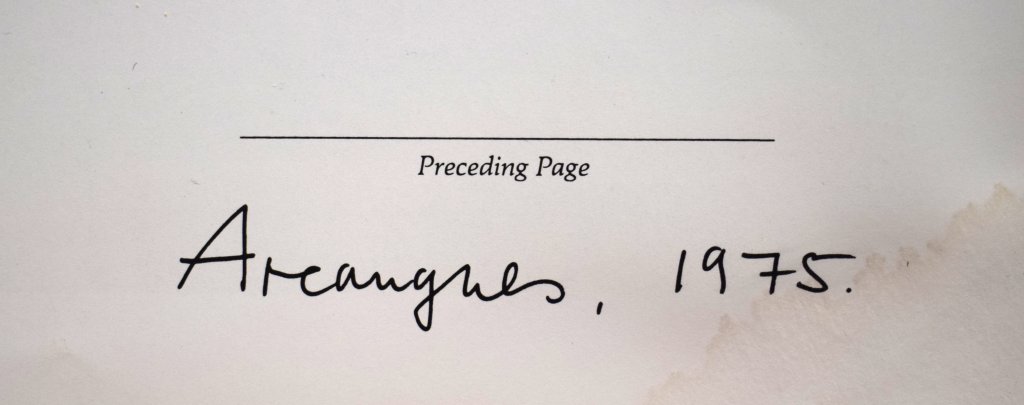 Preceding Page
Arcangues, 1975.